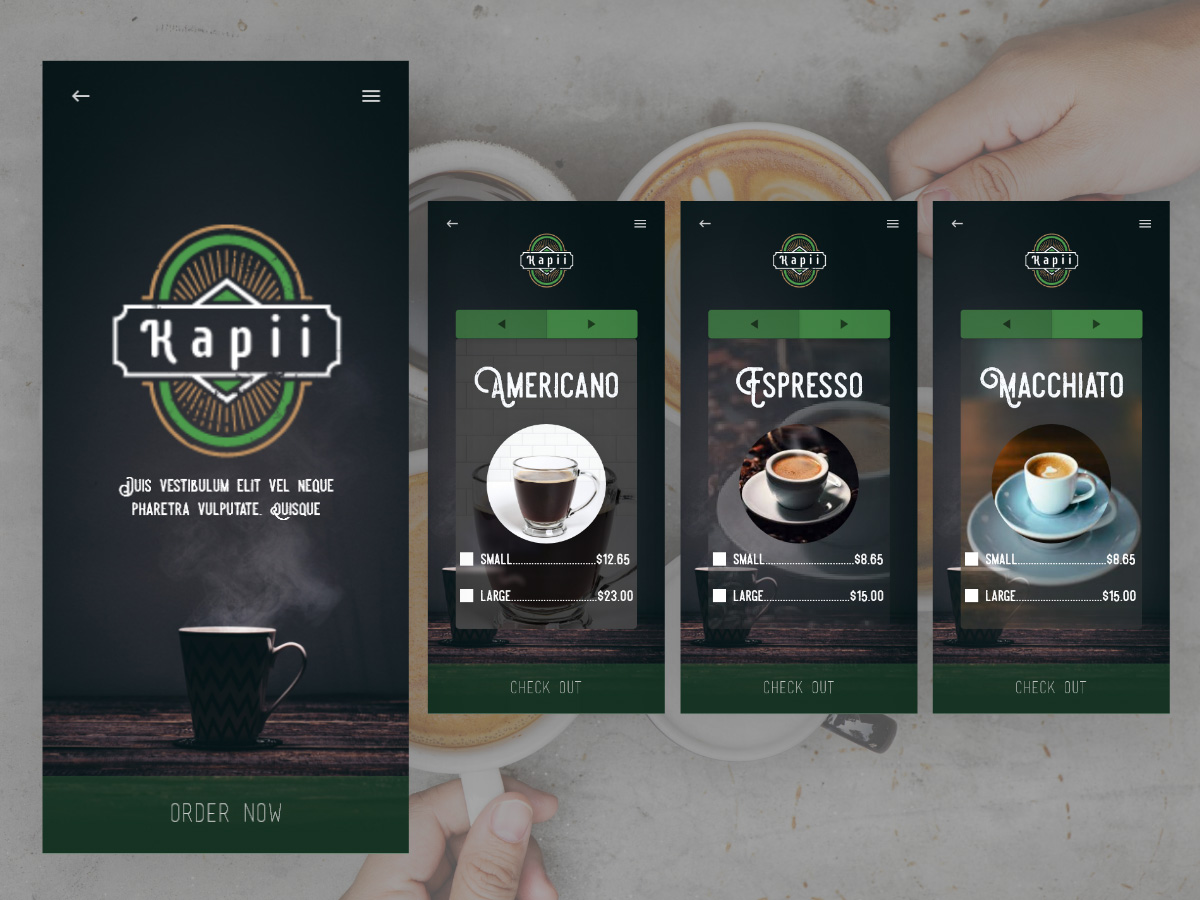 Kapii
Duis vestibulum elit vel neque
pharetra vulputate. Quisque
ORDER NOW
Kapii
AMERICANO
SMALL..............................$12.65
LARGE..............................$23.00
CHECK OUT
Kapii
ESPRESSO
SMALL..............................$8.65
LARGE..............................$15.00
CHECK OUT
Kapii
MACCHIATO
SMALL..............................$8.65
LARGE..............................$15.00
CHECK OUT